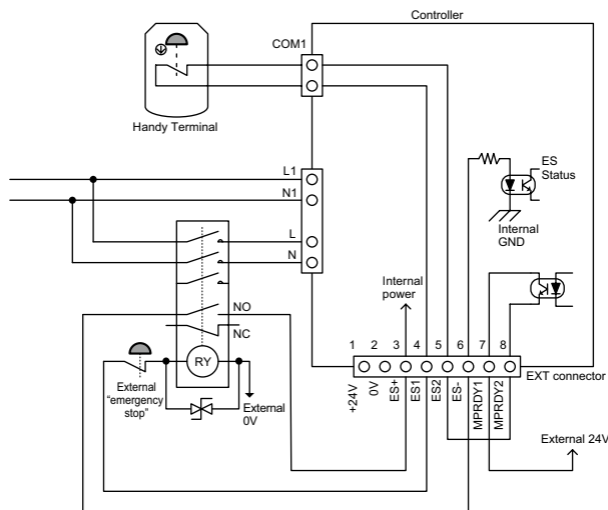 Controller
COM1
Handy Terminal
L1
N1
L
N
ES
Status
Internal
GND
Internal
power
NO
NC
RY
External
"emergency
stop"
External
0V
1 2 3 4 5 6 7 8
+24V
0V
ES+
ES1
ES2
ES-
MPRDY1
MPRDY2
EXT connector
External 24V